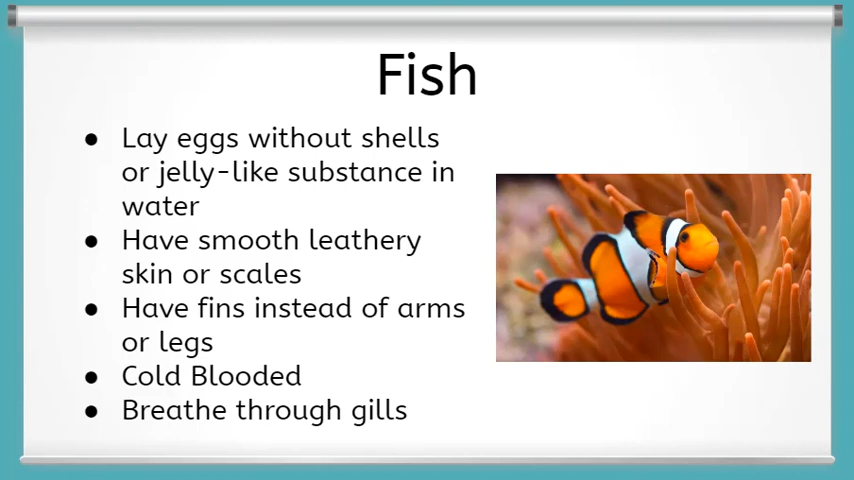 Fish
● Lay eggs without shells
or jelly-like substance in
water
● Have smooth leathery
skin or scales
● Have fins instead of arms
or legs
● Cold Blooded
● Breathe through gills